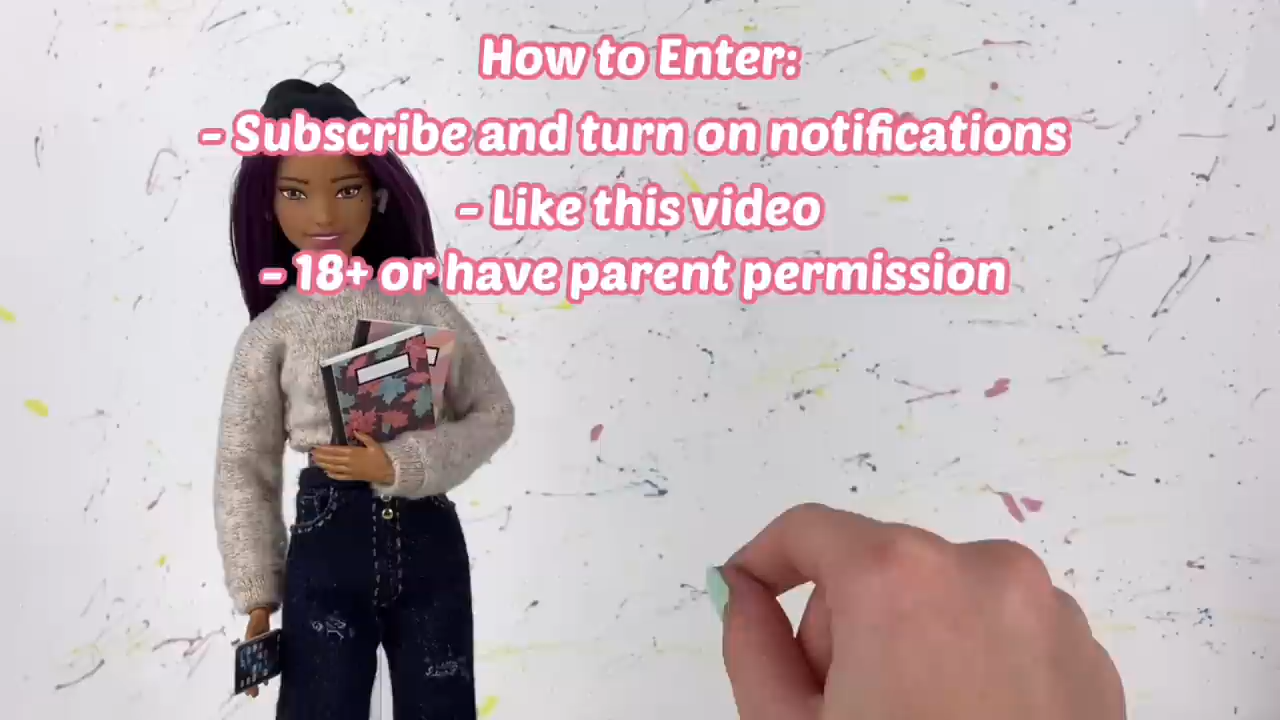 How to Enter:
- Subscribe and turn on notifications
- Like this video
- 18+ or have parent permission